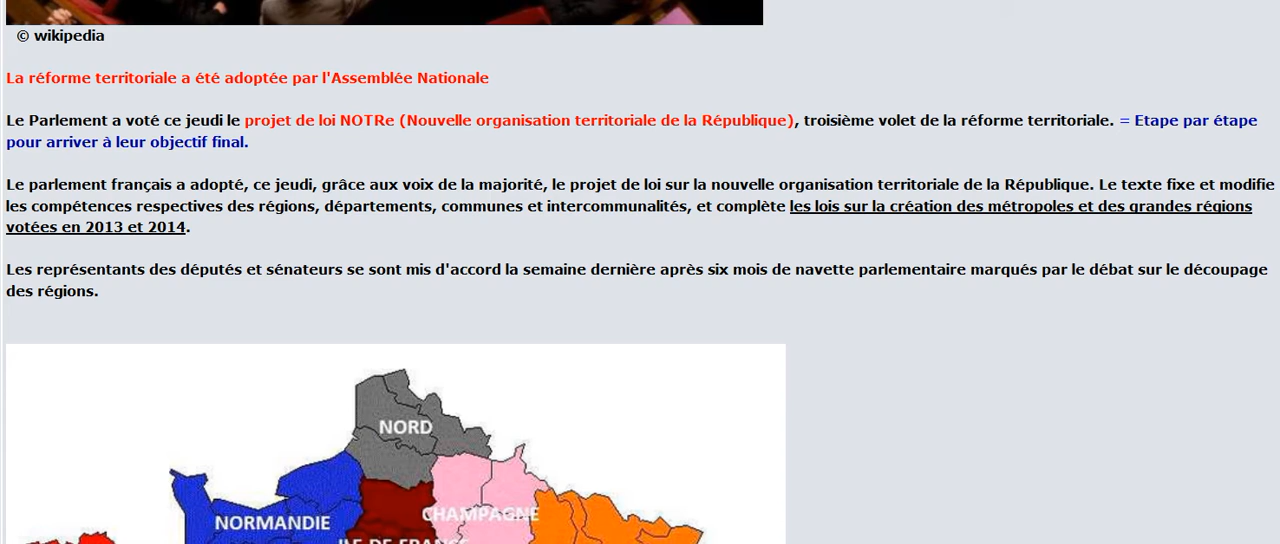 © wikipedia
La réforme territoriale a été adoptée par l'Assemblée Nationale
Le Parlement a voté ce jeudi le projet de loi NOTRe (Nouvelle organisation territoriale de la République), troisième volet de la réforme territoriale. = Etape par étape
pour arriver à leur objectif final.
Le parlement français a adopté, ce jeudi, grâce aux voix de la majorité, le projet de loi sur la nouvelle organisation territoriale de la République. Le texte fixe et modifie
les compétences respectives des régions, départements, communes et intercommunalités, et complète les lois sur la création des métropoles et des grandes régions
votées en 2013 et 2014.
Les représentants des députés et sénateurs se sont mis d'accord la semaine dernière après six mois de navette parlementaire marqués par le débat sur le découpage
des régions.
NORD
CHAMPAGNE
NORMANDIE
ILE DE FRANCE